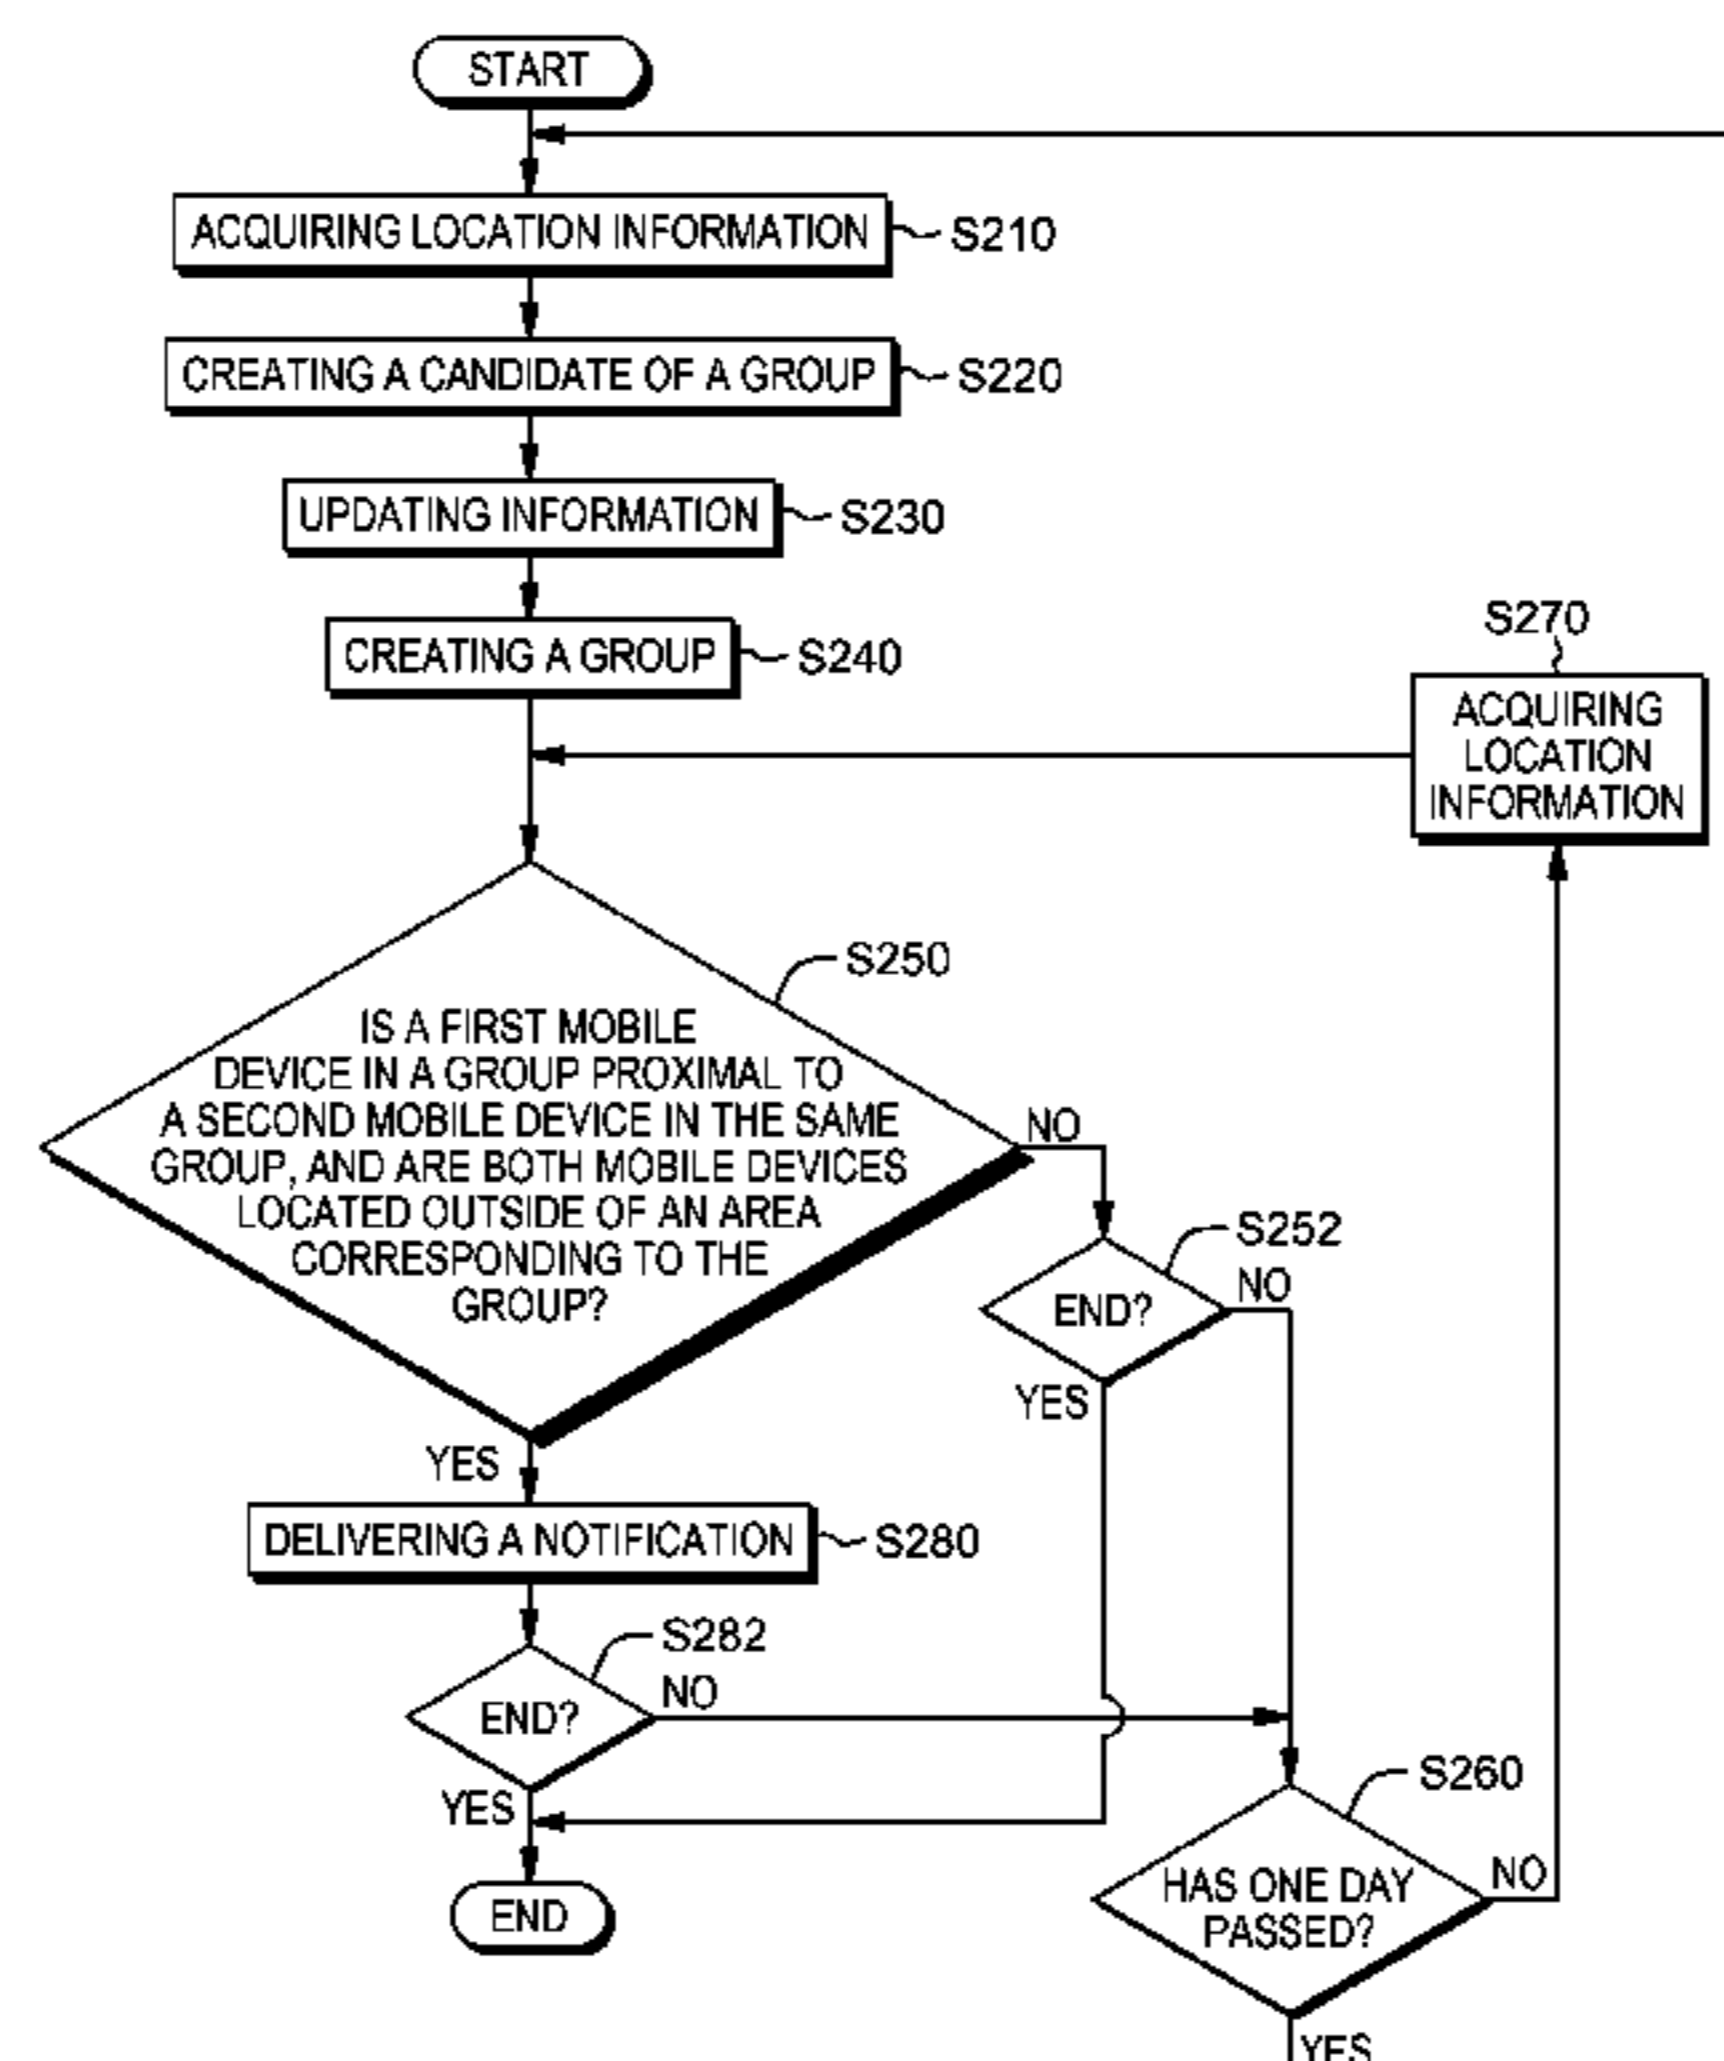 START
ACQUIRING LOCATION INFORMATION
S210
CREATING A CANDIDATE OF A GROUP
S220
UPDATING INFORMATION
S230
CREATING A GROUP
S240
S270
ACQUIRING
LOCATION
INFORMATION
S250
IS A FIRST MOBILE
DEVICE IN A GROUP PROXIMAL TO
A SECOND MOBILE DEVICE IN THE SAME
GROUP, AND ARE BOTH MOBILE DEVICES
LOCATED OUTSIDE OF AN AREA
CORRESPONDING TO THE
GROUP?
NO
S252
END?
NO
YES
YES
DELIVERING A NOTIFICATION
S280
S282
END?
NO
YES
S260
HAS ONE DAY
PASSED?
NO
END
YES